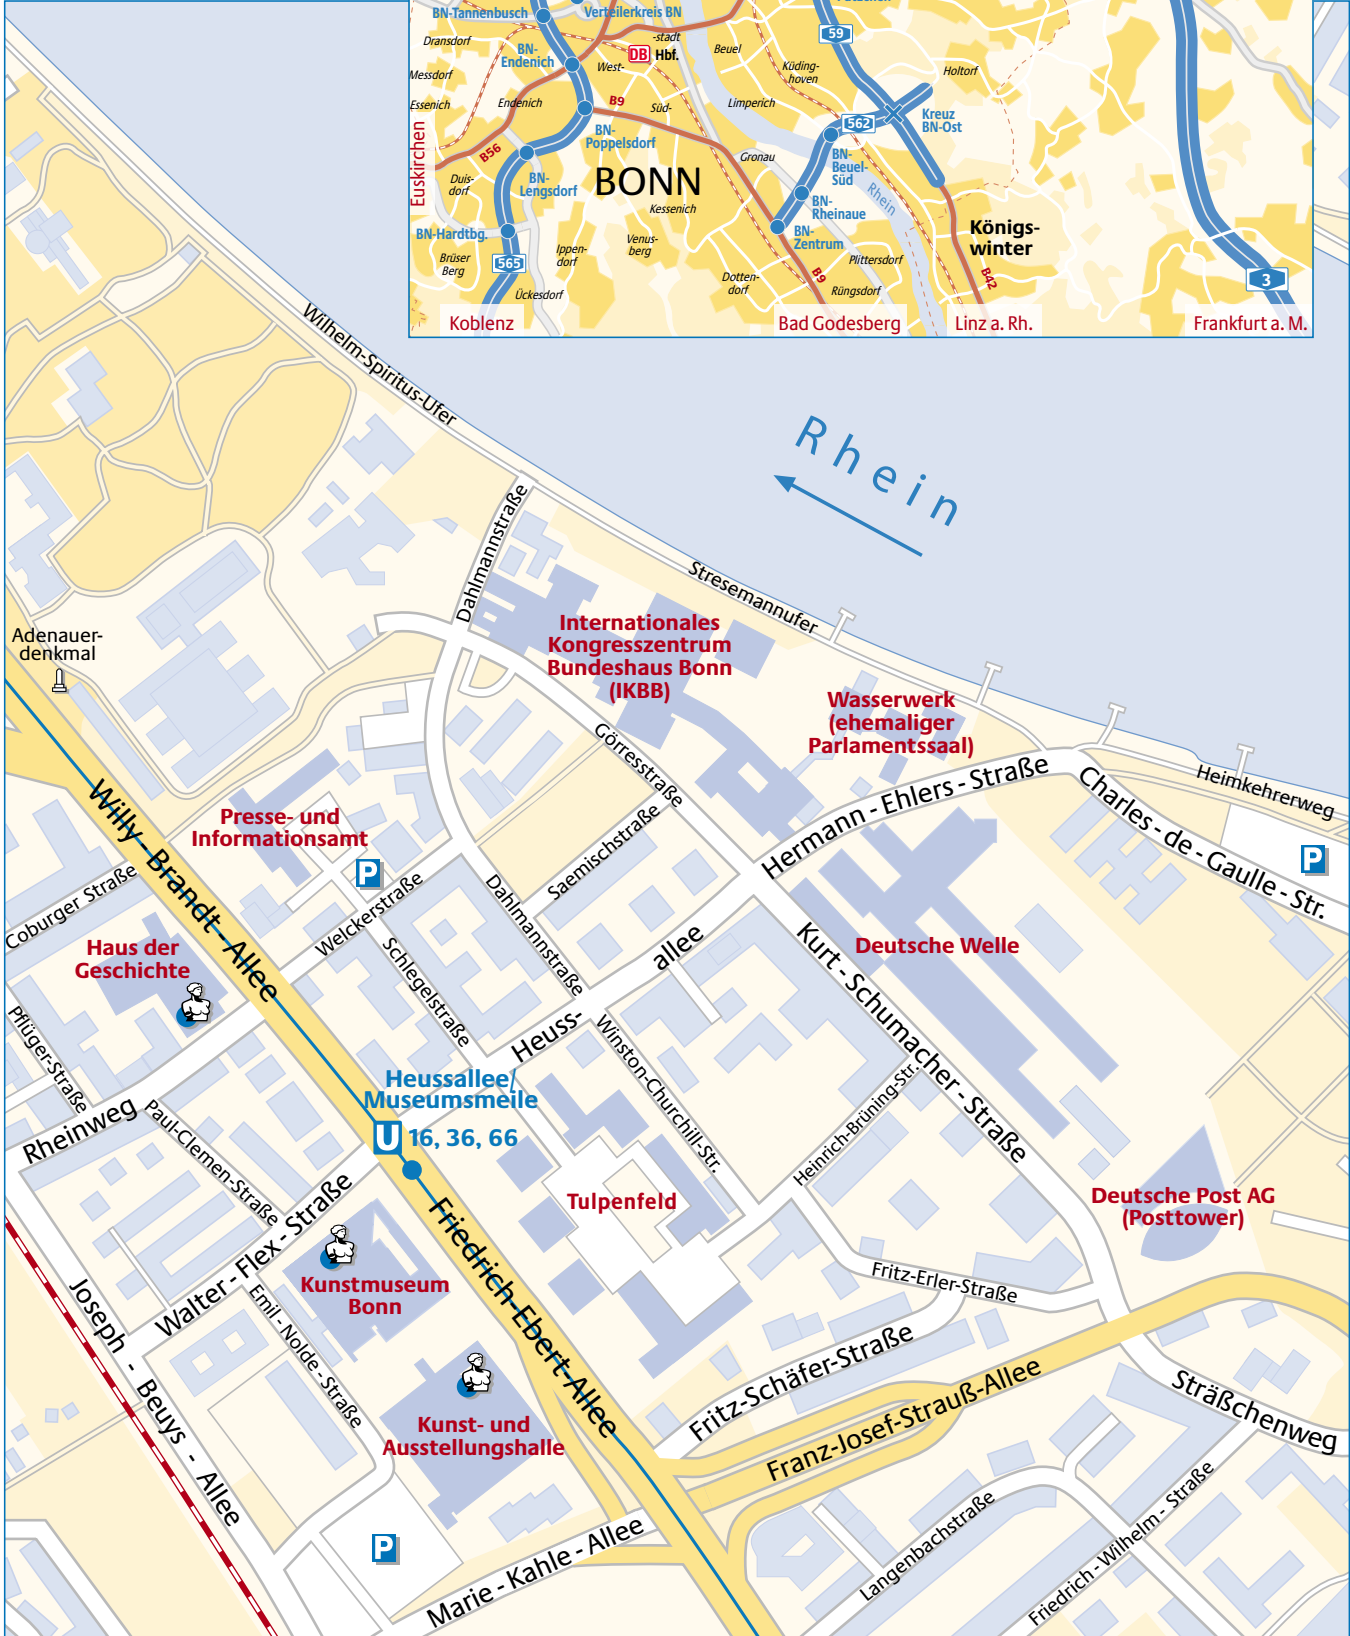 BN-Tannenbusch
Verteilerkreis BN
Dransdorf
-stadt
BN-
Endenich
DB Hbf.
Beuel
59
West-
Messdorf
Küding-
hoven
Holtorf
Essenich
Endenich
B9
Süd-
Limperich
562
Kreuz
BN-Ost
BN-
Poppelsdorf
Euskirchen
B56
Gronau
BN-
Beuel-
Süd
Duis-
dorf
BN-
Lengsdorf
BONN
Rhein
BN-
Rheinaue
Kessenich
BN-Hardtbg.
BN-
Zentrum
Königs-
winter
Venus-
berg
Ippen-
dorf
Brüser
Berg
565
Plittersdorf
Dotten-
dorf
B9
B42
3
Ückesdorf
Rüngsdorf
Koblenz
Bad Godesberg
Linz a. Rh.
Frankfurt a. M.
Wilhelm-Spiritus-Ufer
Rhein
Dahlmannstraße
Stresemannufer
Adenauer-
denkmal
Internationales
Kongresszentrum
Bundeshaus Bonn
(IKBB)
Wasserwerk
(ehemaliger
Parlamentssaal)
Görresstraße
Hermann-Ehlers-Straße
Heimkehrerweg
Charles-de-Gaulle-Str.
P
Willy-Brandt-Allee
Presse- und
Informationsamt
P
Saemischstraße
Coburger Straße
Welckerstraße
Dahlmannstraße
Haus der
Geschichte
Schlegelstraße
Heuss-
allee
Kurt-Schumacher-Straße
Deutsche Welle
Pflüger-Straße
Winston-Churchill-Str.
Heinrich-Brüning-Str.
Heussallee/
Museumsmeile
U 16, 36, 66
Rheinweg
Paul-Clemen-Straße
Walter-Flex-Straße
Tulpenfeld
Deutsche Post AG
(Posttower)
Friedrich-Ebert-Allee
Kunstmuseum
Bonn
Fritz-Erler-Straße
Joseph-Beuys-Allee
Emil-Nolde-Straße
Fritz-Schäfer-Straße
Franz-Josef-Strauß-Allee
Sträßchenweg
Kunst- und
Ausstellungshalle
P
Marie-Kahle-Allee
Langenbachstraße
Friedrich-Wilhelm-Straße